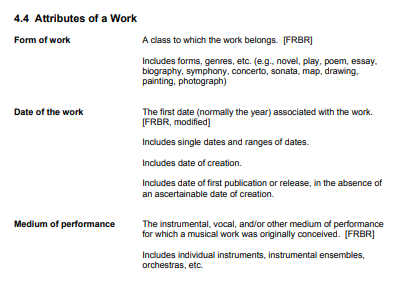 4.4 Attributes of a Work
Form of work
A class to which the work belongs. [FRBR]
Includes forms, genres, etc. (e.g., novel, play, poem, essay,
biography, symphony, concerto, sonata, map, drawing,
painting, photograph)
Date of the work
The first date (normally the year) associated with the work.
[FRBR, modified]
Includes single dates and ranges of dates.
Includes date of creation.
Includes date of first publication or release, in the absence of
an ascertainable date of creation.
Medium of performance
The instrumental, vocal, and/or other medium of performance
for which a musical work was originally conceived. [FRBR]
Includes individual instruments, instrumental ensembles,
orchestras, etc.